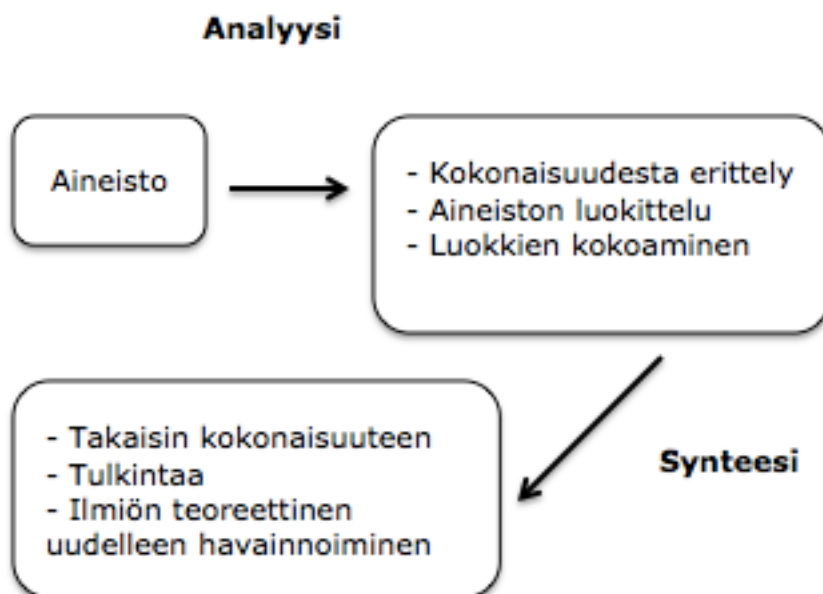 Analyysi
Aineisto
- Kokonaisuudesta erittely
- Aineiston luokittelu
- Luokkien kokoaminen
- Takaisin kokonaisuuteen
- Tulkintaa
- Ilmiön teoreettinen
uudelleen havainnoiminen
Synteesi